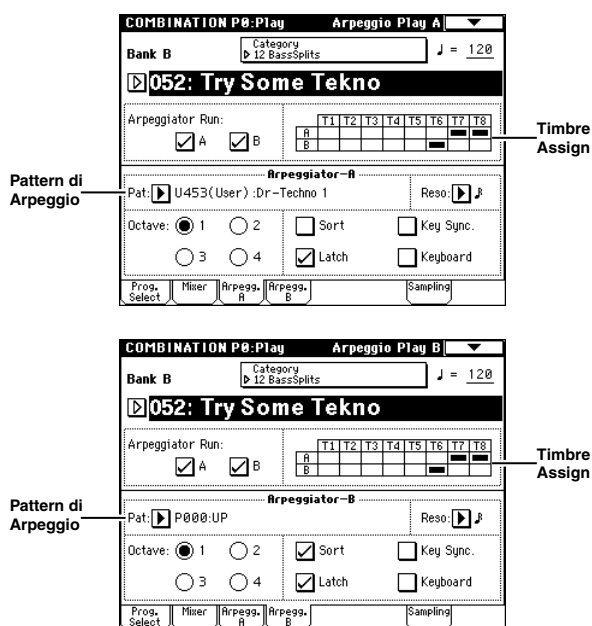 COMBINATION P0:Play Arpeggio Play A
Bank B Category 12 BassSplits ♩ = 120
052: Try Some Tekno
Arpeggiator Run: A B
T1 T2 T3 T4 T5 T6 T7 T8
A
B
Timbre Assign
Arpeggiator-A
Pattern di Arpeggio
Pat: U453(User) :Dr-Techno 1 Reso: ♪
Octave: 1 2 Sort Key Sync.
3 4 Latch Keyboard
Prog. Select Mixer Arpegg. A Arpegg. B Sampling
COMBINATION P0:Play Arpeggio Play B
Bank B Category 12 BassSplits ♩ = 120
052: Try Some Tekno
Arpeggiator Run: A B
T1 T2 T3 T4 T5 T6 T7 T8
A
B
Timbre Assign
Arpeggiator-B
Pattern di Arpeggio
Pat: P000:UP Reso: ♪
Octave: 1 2 Sort Key Sync.
3 4 Latch Keyboard
Prog. Select Mixer Arpegg. A Arpegg. B Sampling